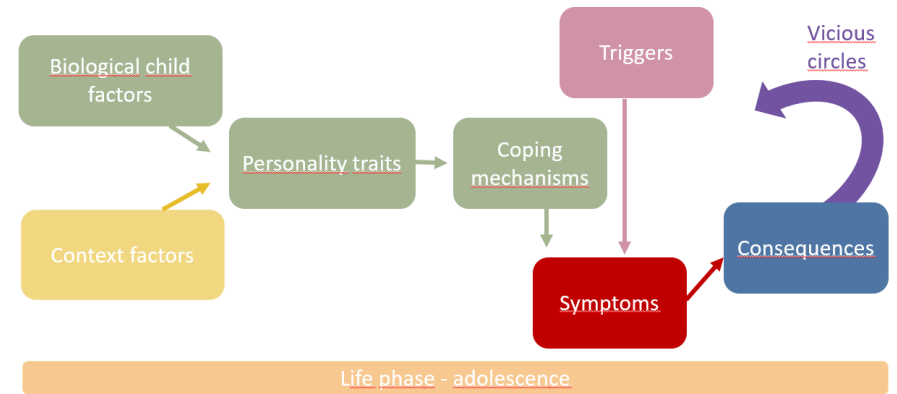 Biological child
factors
Context factors
Personality traits
Coping
mechanisms
Triggers
Symptoms
Consequences
Vicious
circles
Life phase - adolescence